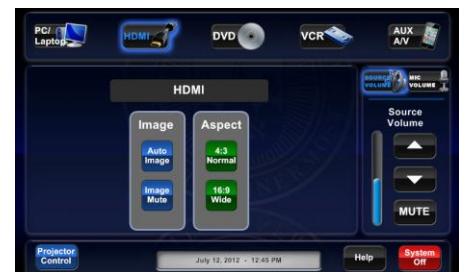 PC/
Laptop
HDMI
DVD
VCR
AUX
A/V
HDMI
SOURCE
VOLUME
MIC
VOLUME
Image
Aspect
Auto
Image
4:3
Normal
Image
Mute
16:9
Wide
Source
Volume
MUTE
Projector
Control
July 12, 2012 - 12:45 PM
Help
System
Off